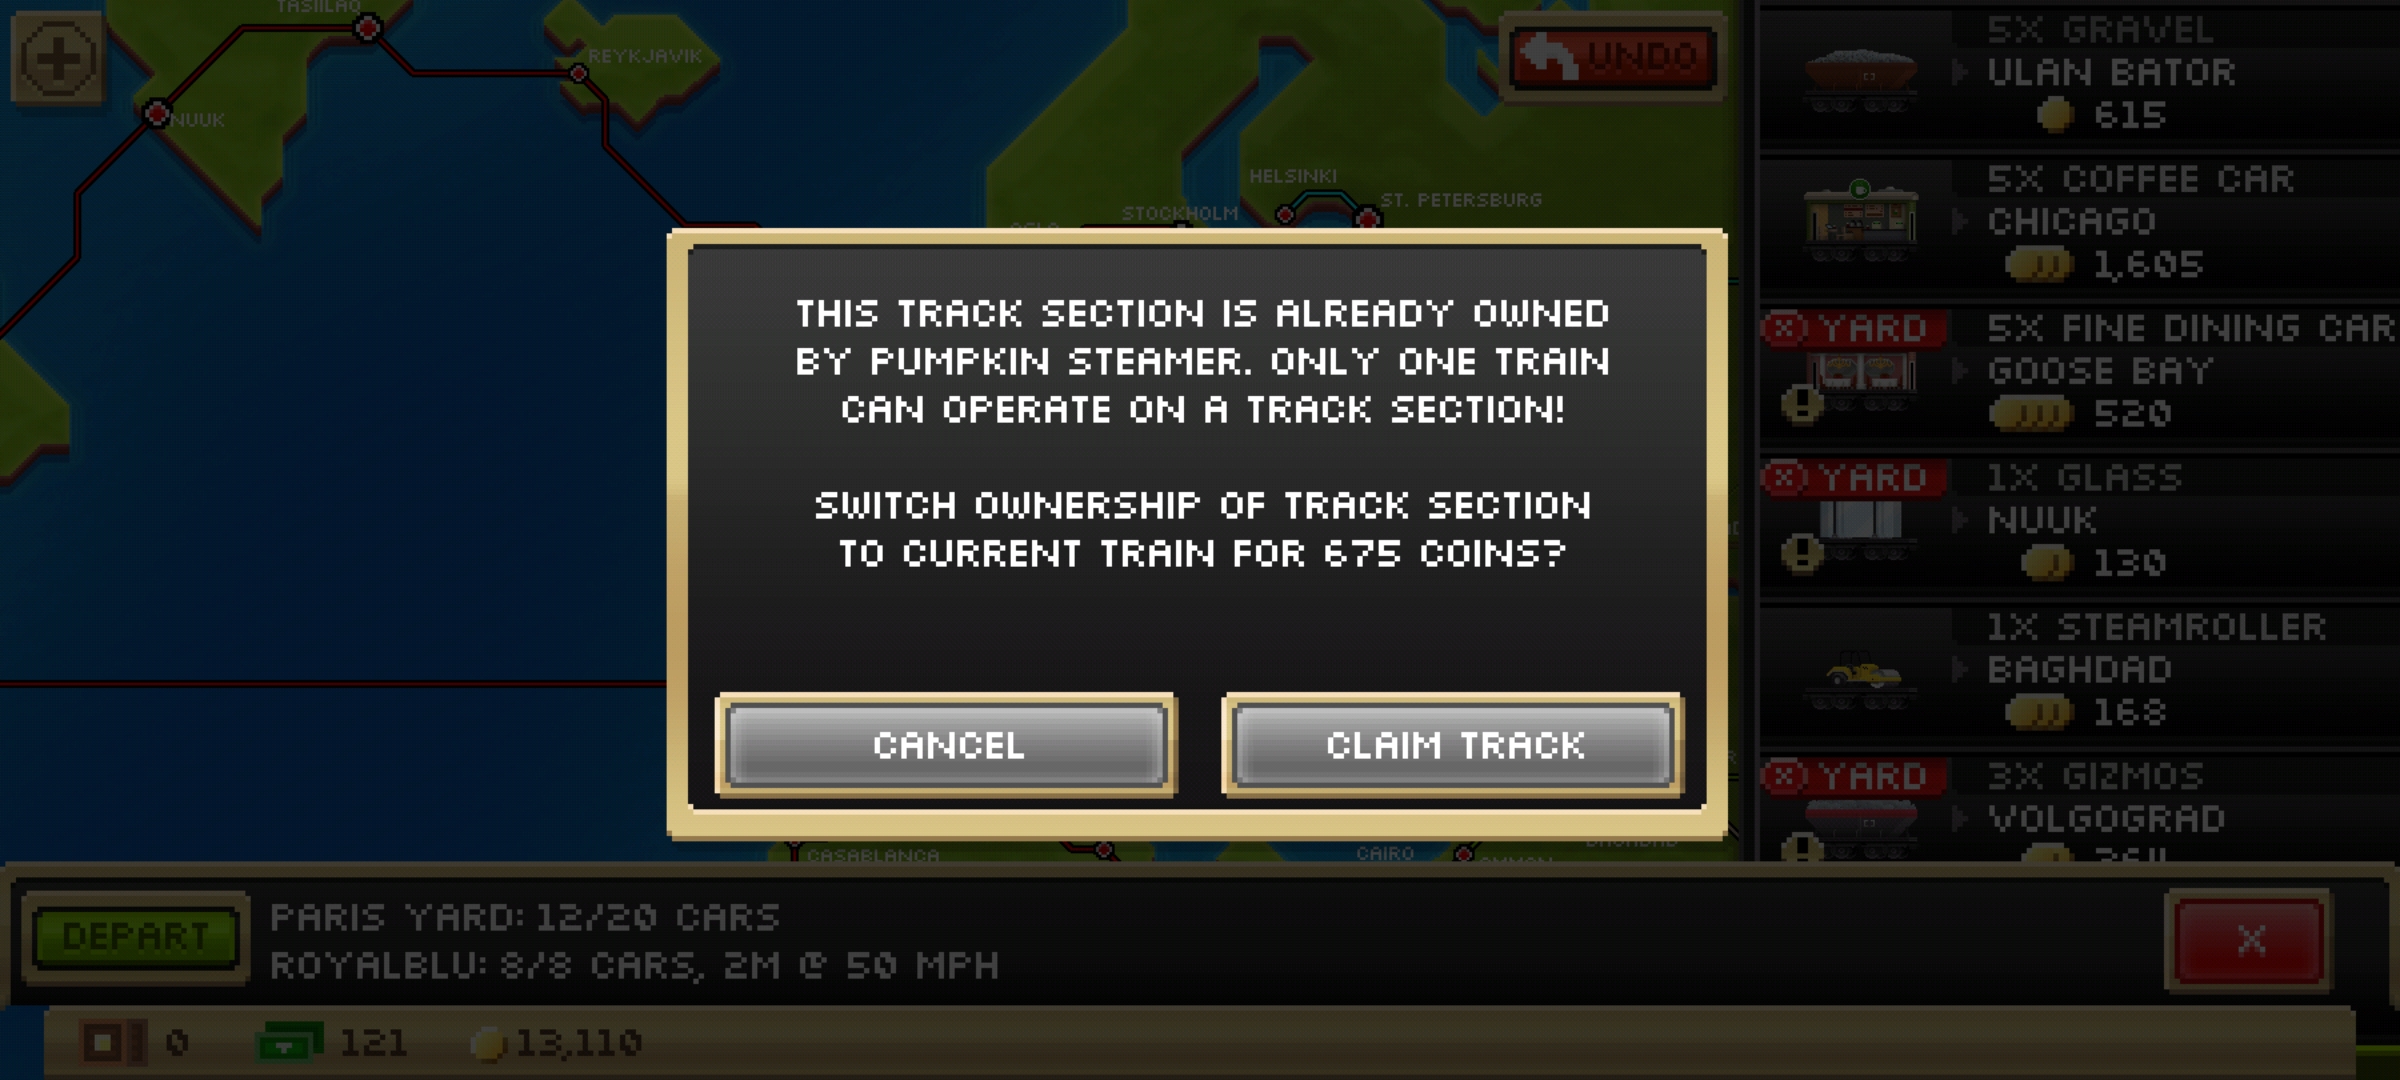 TASIILAQ
REYKJAVIK
NUUK
UNDO
HELSINKI
ST. PETERSBURG
STOCKHOLM
OSLO
THIS TRACK SECTION IS ALREADY OWNED
BY PUMPKIN STEAMER. ONLY ONE TRAIN
CAN OPERATE ON A TRACK SECTION!
SWITCH OWNERSHIP OF TRACK SECTION
TO CURRENT TRAIN FOR 675 COINS?
CANCEL
CLAIM TRACK
CASABLANCA
CAIRO
AMMAN
BAGHDAD
5X GRAVEL
ULAN BATOR
615
5X COFFEE CAR
CHICAGO
1,605
YARD
5X FINE DINING CAR
GOOSE BAY
520
YARD
1X GLASS
NUUK
130
1X STEAMROLLER
BAGHDAD
168
YARD
3X GIZMOS
VOLGOGRAD
DEPART
PARIS YARD: 12/20 CARS
ROYALBLU: 8/8 CARS, 2M @ 50 MPH
X
0
121
13,110